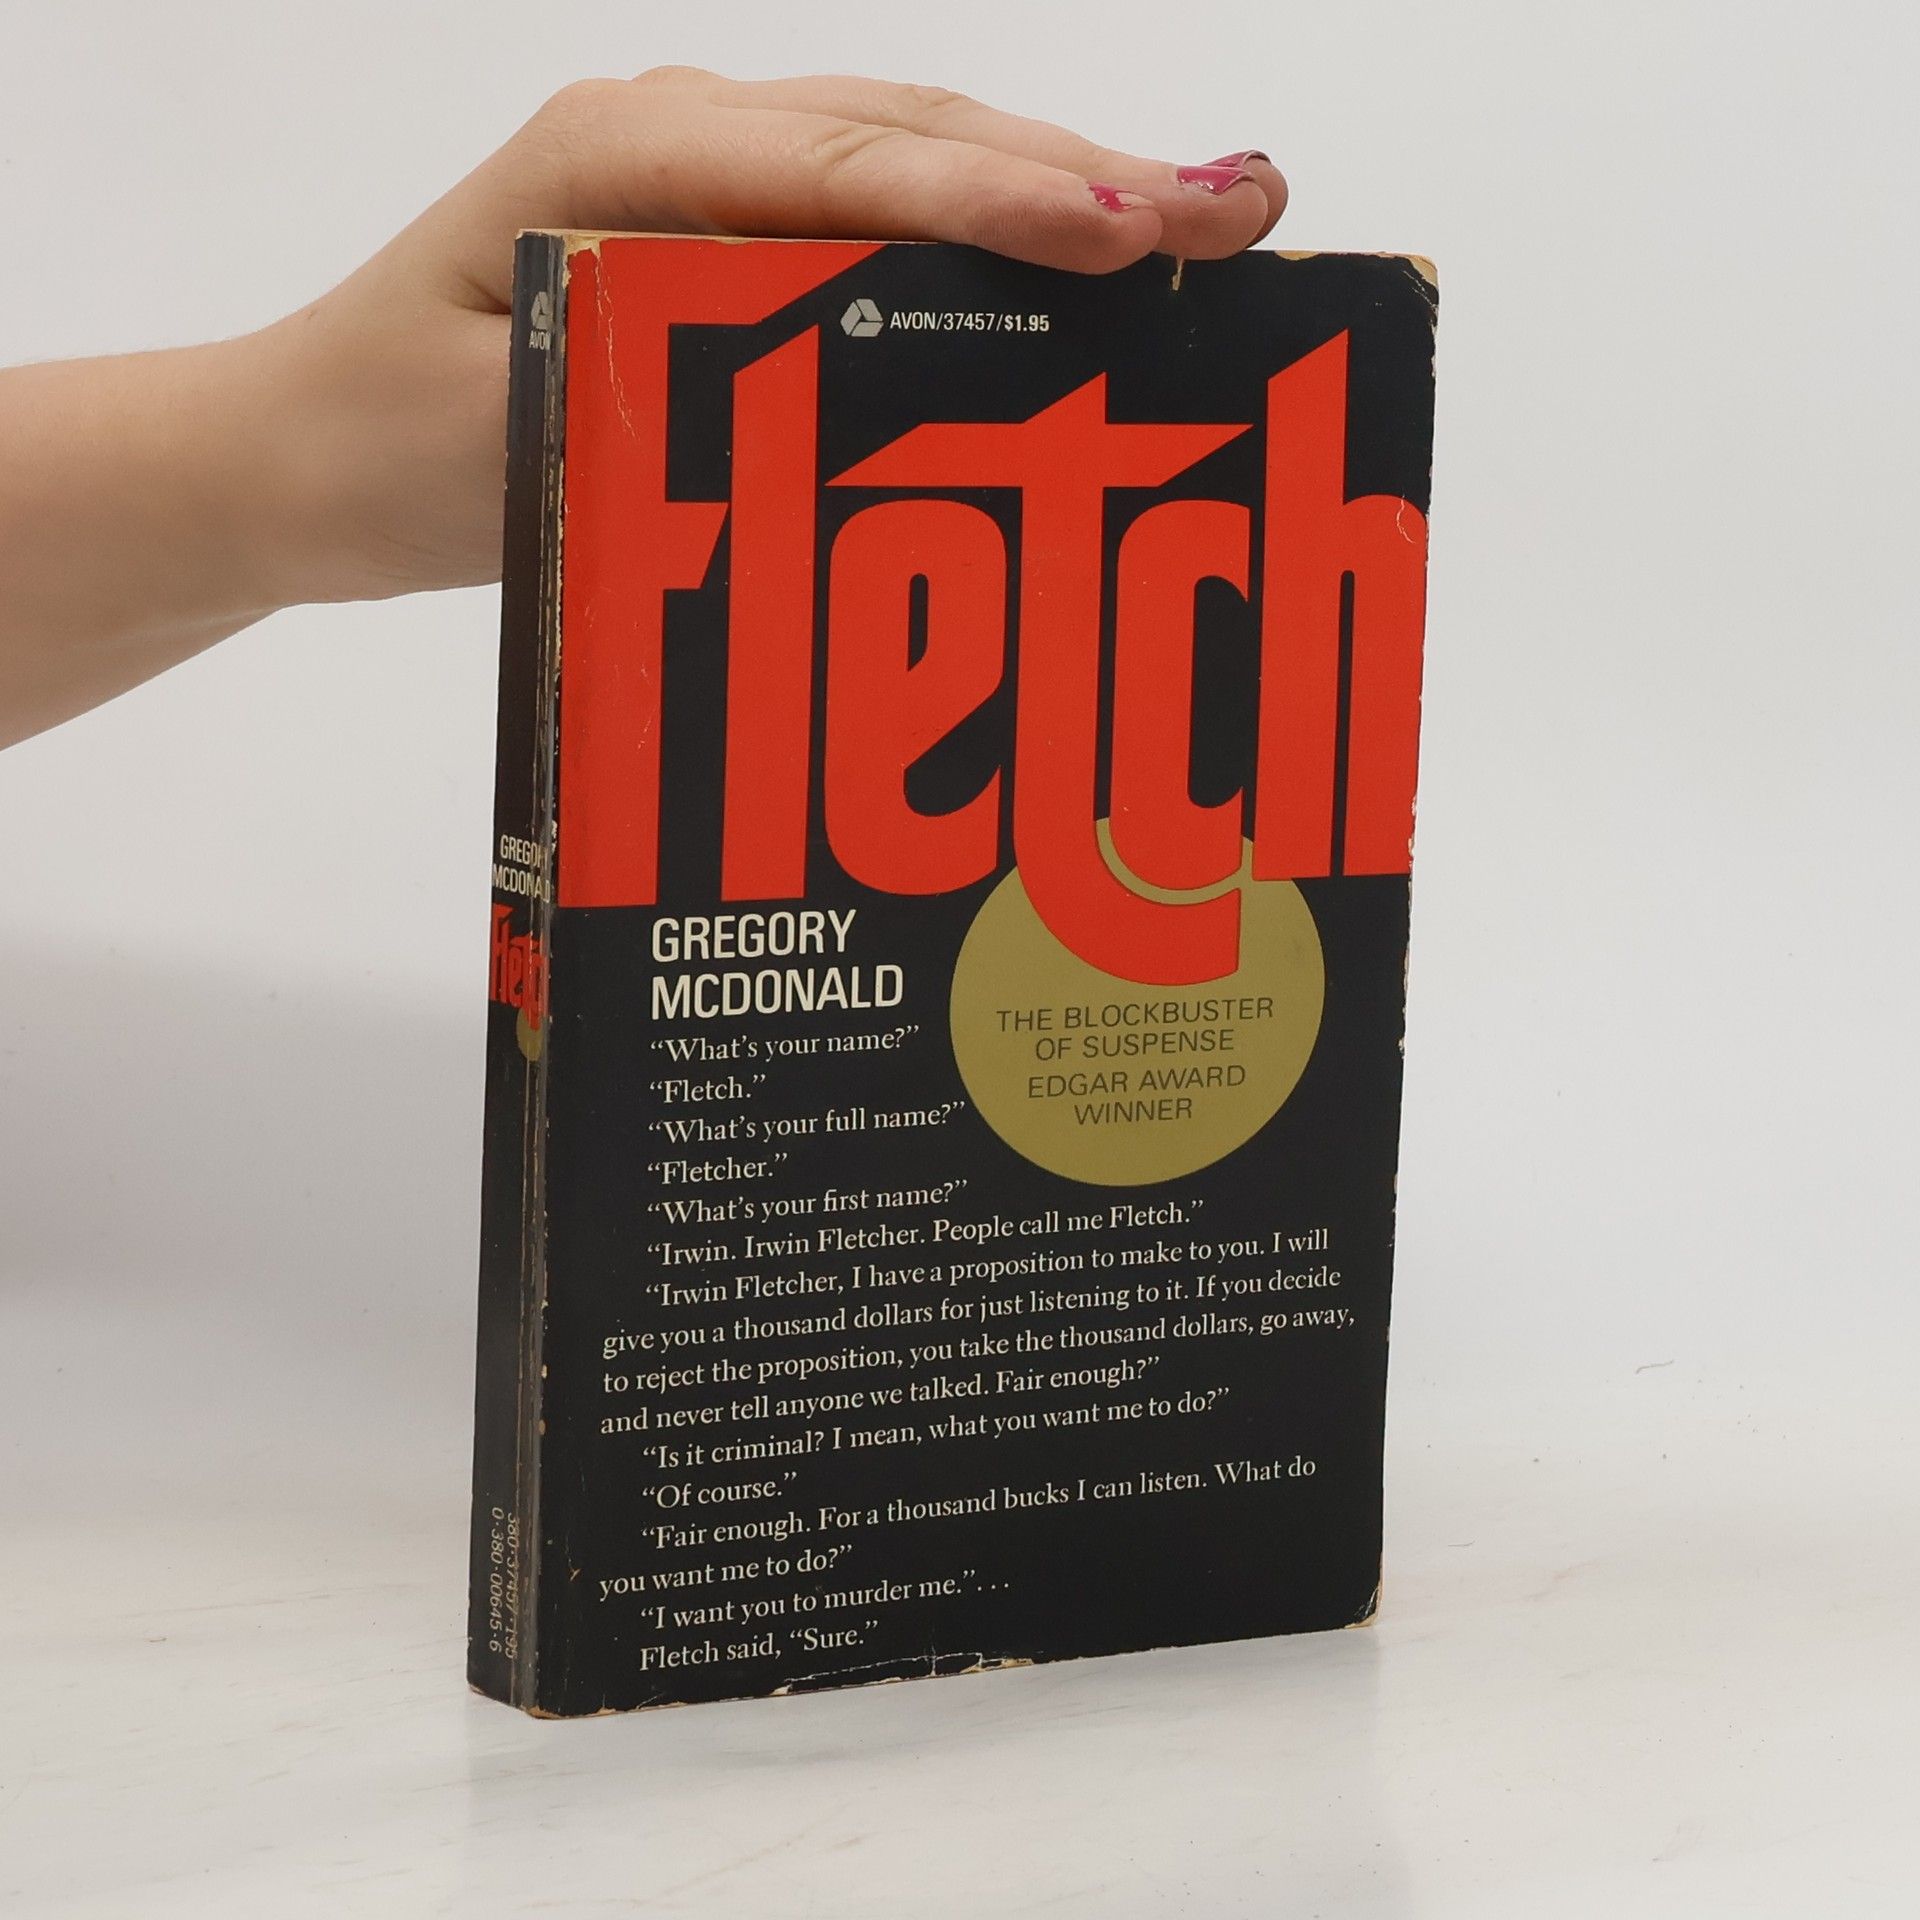 AVON/37457/$1.95
Fletch
GREGORY
MCDONALD
THE BLOCKBUSTER
OF SUSPENSE
EDGAR AWARD
WINNER
“What’s your name?”
“Fletch.”
“What’s your full name?”
“Fletcher.”
“What’s your first name?”
“Irwin. Irwin Fletcher. People call me Fletch.”
“Irwin Fletcher, I have a proposition to make to you. I will
give you a thousand dollars for just listening to it. If you decide
to reject the proposition, you take the thousand dollars, go away,
and never tell anyone we talked. Fair enough?”
“Is it criminal? I mean, what you want me to do?”
“Of course.”
“Fair enough. For a thousand bucks I can listen. What do
you want me to do?”
“I want you to murder me.”. . .
Fletch said, “Sure.”
AVON
GREGORY
MCDONALD
Fletch
380·37457·195
0·380·00645·6